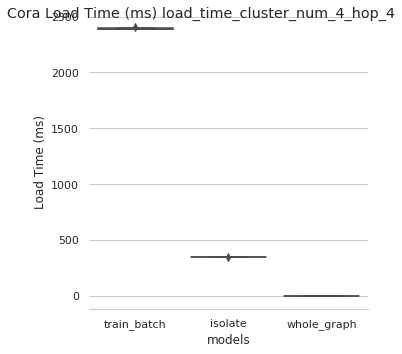 Cora Load Time (ms) load_time_cluster_num_4_hop_4
2500
2000
1500
1000
500
0
Load Time (ms)
train_batch isolate whole_graph
models